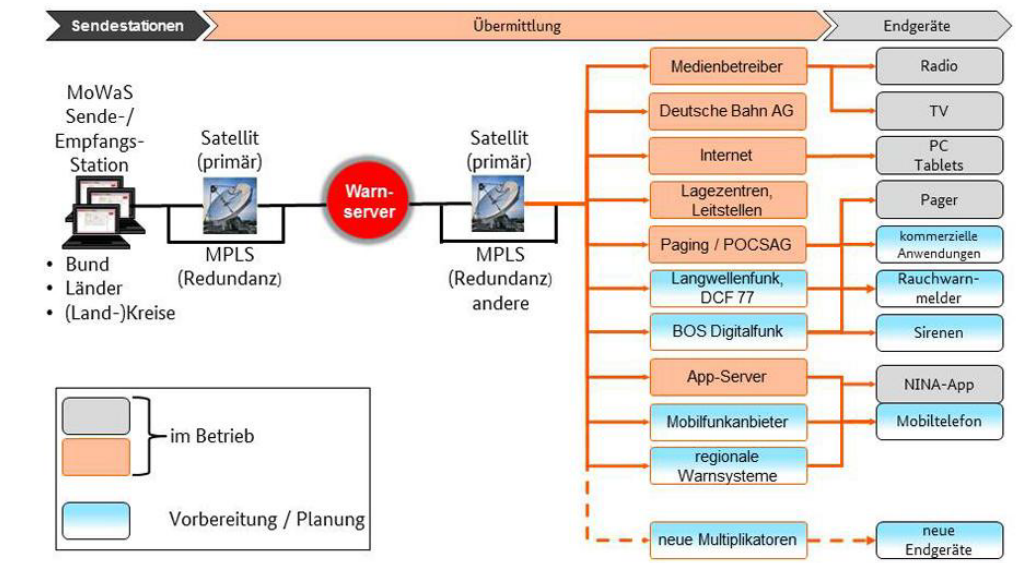 Sendestationen
Übermittlung
Endgeräte
MoWaS
Sende-/
Empfangs-
Station
• Bund
• Länder
• (Land-)Kreise
Satellit
(primär)
MPLS
(Redundanz)
Warn-
server
Satellit
(primär)
MPLS
(Redundanz)
andere
Medienbetreiber
Deutsche Bahn AG
Internet
Lagezentren,
Leitstellen
Paging / POCSAG
Langwellenfunk,
DCF 77
BOS Digitalfunk
App-Server
Mobilfunkanbieter
regionale
Warnsysteme
neue Multiplikatoren
Radio
TV
PC
Tablets
Pager
kommerzielle
Anwendungen
Rauchwarn-
melder
Sirenen
NINA-App
Mobiltelefon
neue
Endgeräte
im Betrieb
Vorbereitung / Planung